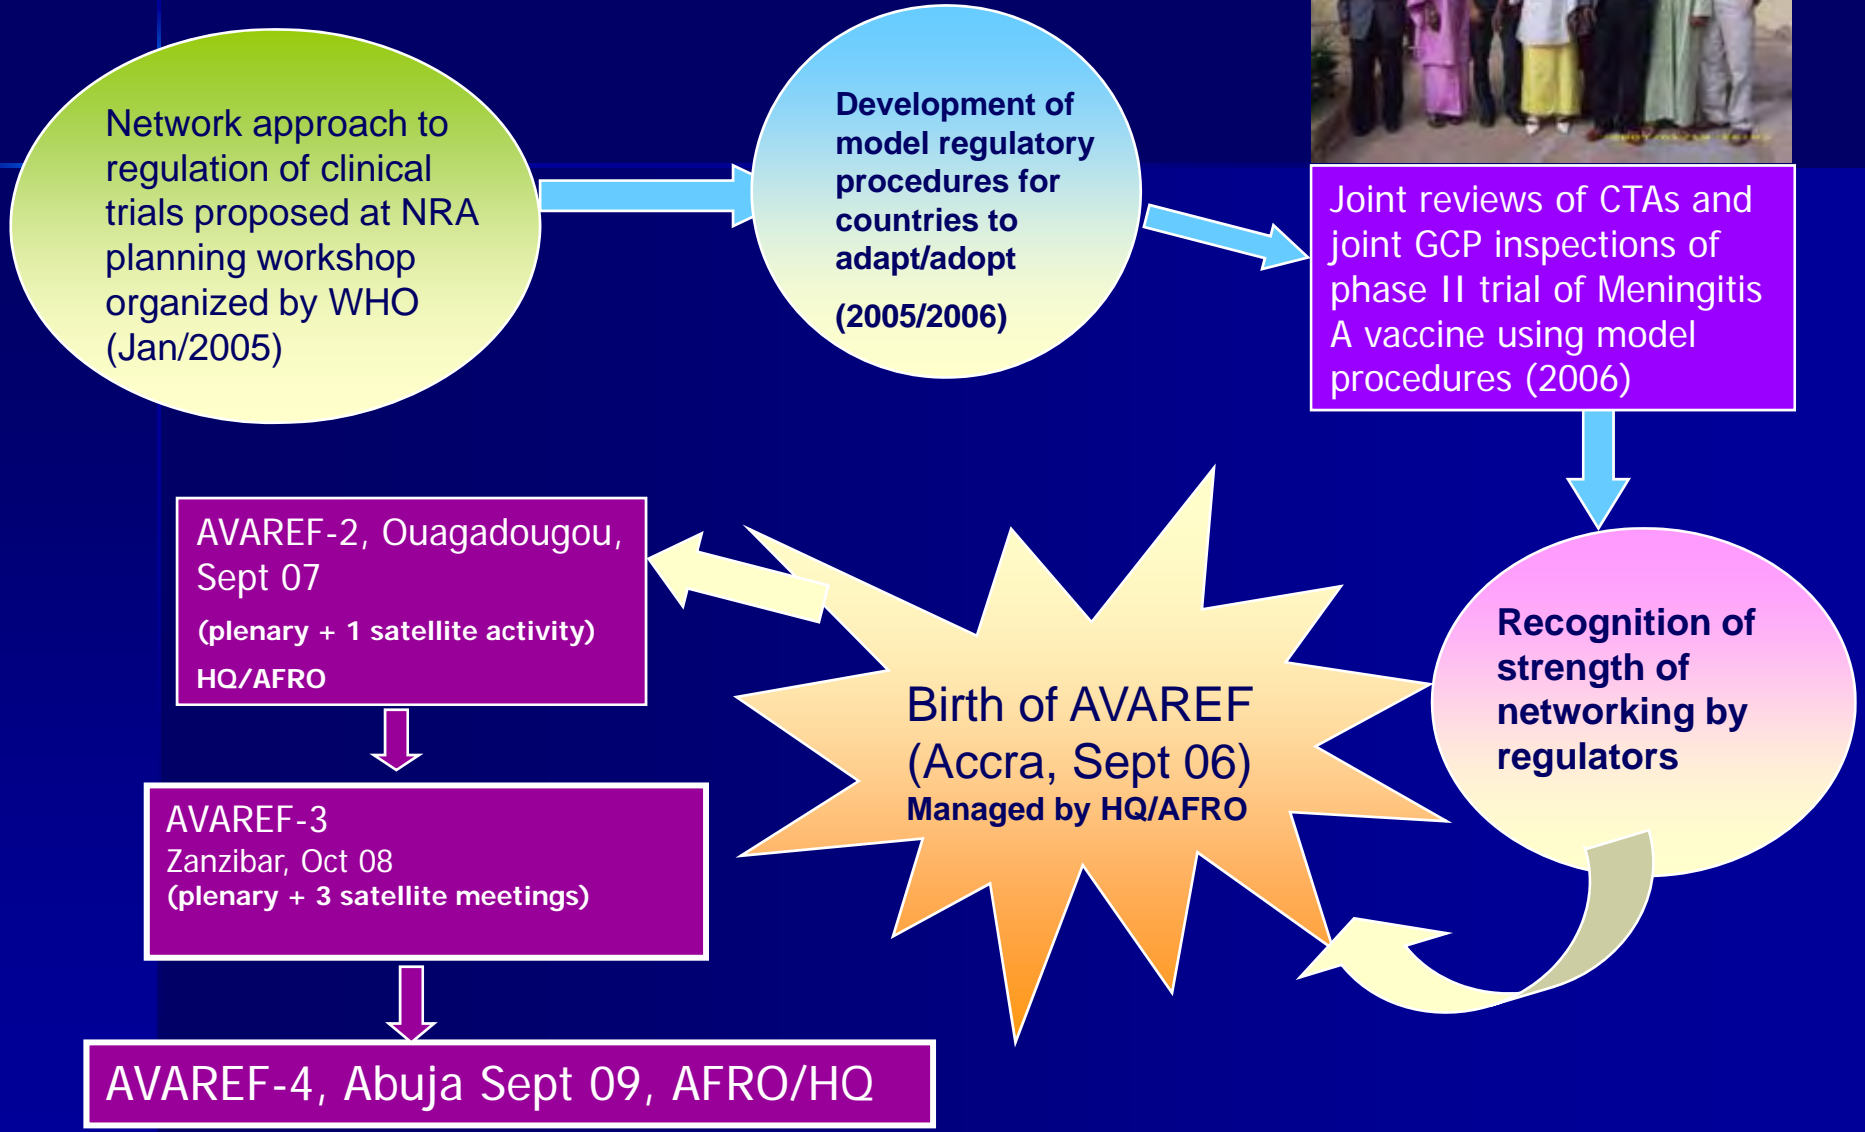 Network approach to
regulation of clinical
trials proposed at NRA
planning workshop
organized by WHO
(Jan/2005)
Development of
model regulatory
procedures for
countries to
adapt/adopt
(2005/2006)
Joint reviews of CTAs and
joint GCP inspections of
phase II trial of Meningitis
A vaccine using model
procedures (2006)
Recognition of
strength of
networking by
regulators
Birth of AVAREF
(Accra, Sept 06)
Managed by HQ/AFRO
AVAREF-2, Ouagadougou,
Sept 07
(plenary + 1 satellite activity)
HQ/AFRO
AVAREF-3
Zanzibar, Oct 08
(plenary + 3 satellite meetings)
AVAREF-4, Abuja Sept 09, AFRO/HQ